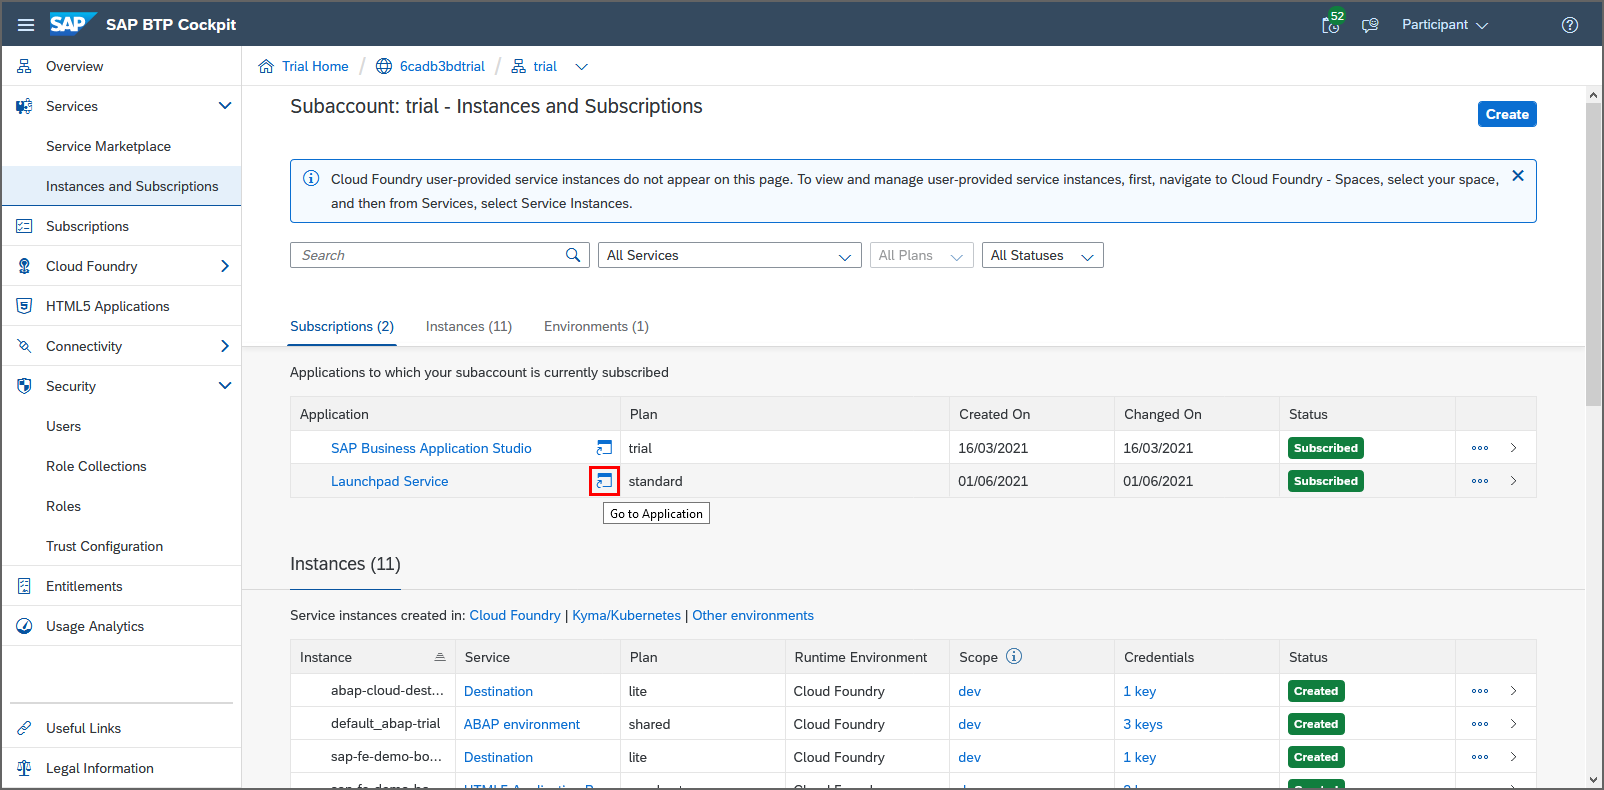 SAP SAP BTP Cockpit
52
Participant
Overview
Services
Service Marketplace
Instances and Subscriptions
Subscriptions
Cloud Foundry
HTML5 Applications
Connectivity
Security
Users
Role Collections
Roles
Trust Configuration
Entitlements
Usage Analytics
Useful Links
Legal Information
Trial Home / 6cadb3bdtrial / trial
Subaccount: trial - Instances and Subscriptions
Create
Cloud Foundry user-provided service instances do not appear on this page. To view and manage user-provided service instances, first, navigate to Cloud Foundry - Spaces, select your space,
and then from Services, select Service Instances.
Search All Services All Plans All Statuses
Subscriptions (2) Instances (11) Environments (1)
Applications to which your subaccount is currently subscribed
Application Plan Created On Changed On Status
SAP Business Application Studio trial 16/03/2021 16/03/2021 Subscribed
Launchpad Service standard 01/06/2021 01/06/2021 Subscribed
Go to Application
Instances (11)
Service instances created in: Cloud Foundry | Kyma/Kubernetes | Other environments
Instance Service Plan Runtime Environment Scope Credentials Status
abap-cloud-dest... Destination lite Cloud Foundry dev 1 key Created
default_abap-trial ABAP environment shared Cloud Foundry dev 3 keys Created
sap-fe-demo-bo... Destination lite Cloud Foundry dev 1 key Created